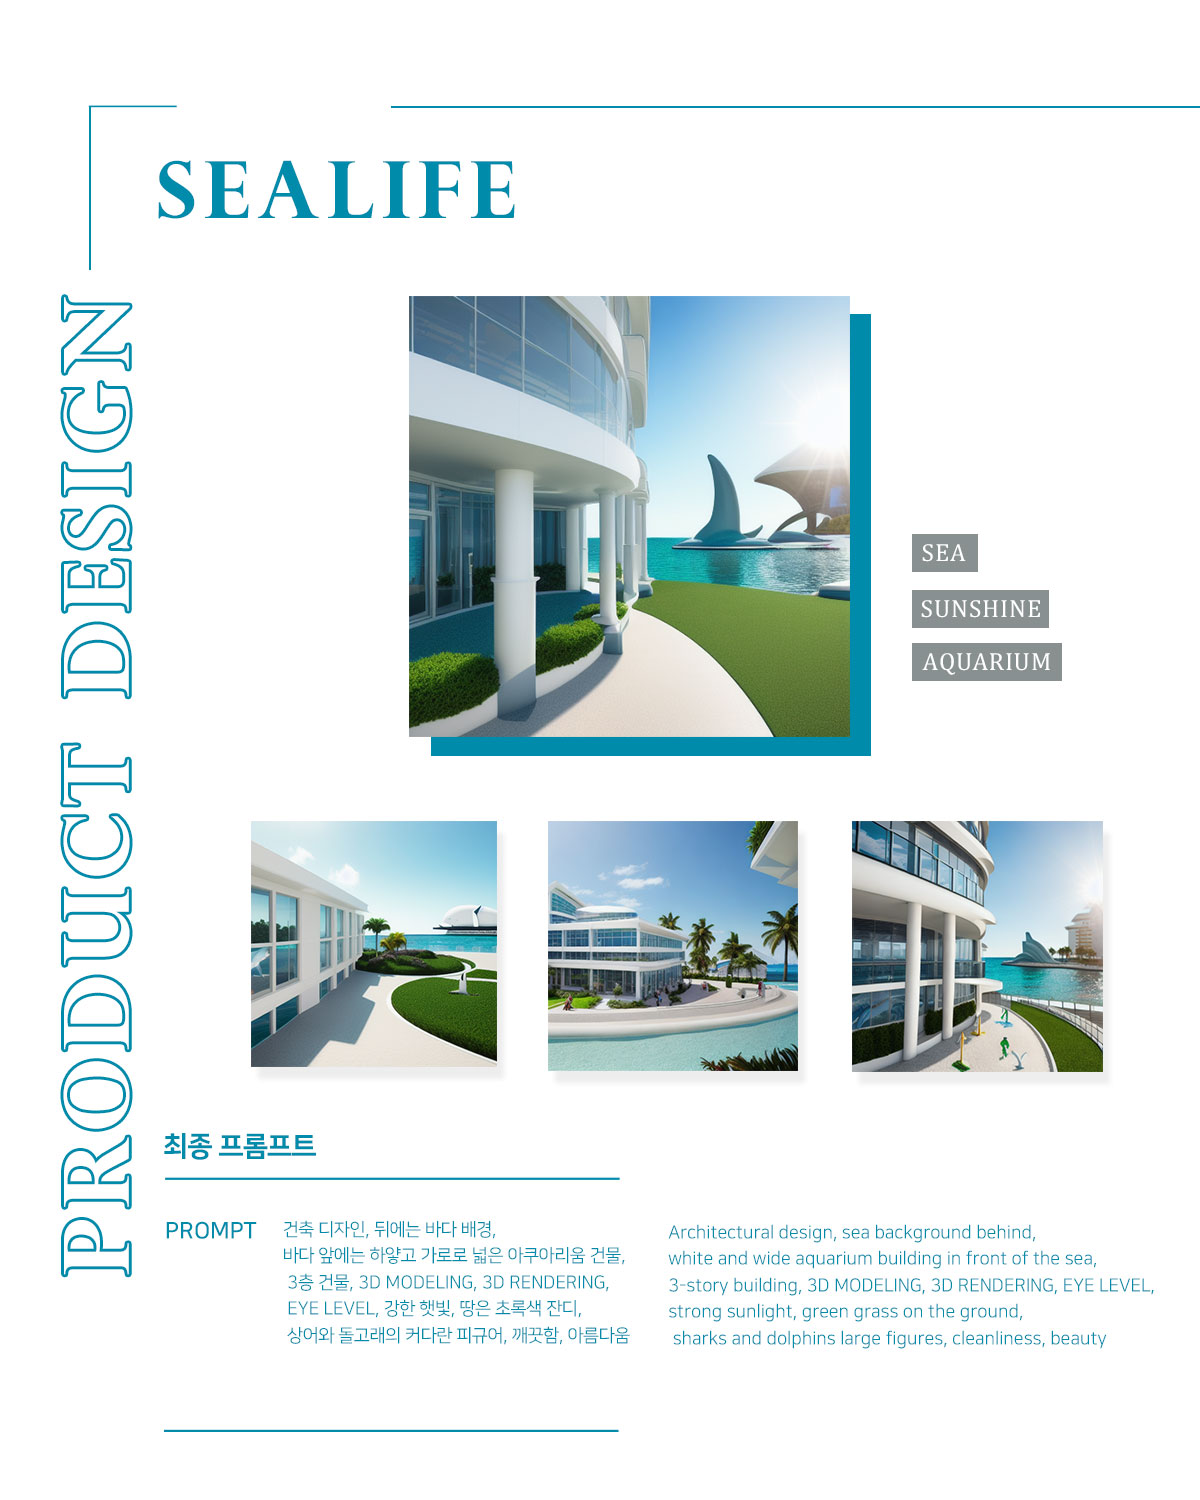 SEALIFE
PRODUCT DESIGN
SEA
SUNSHINE
AQUARIUM
최종 프롬프트
PROMPT
건축 디자인, 뒤에는 바다 배경,
바다 앞에는 하얗고 가로로 넓은 아쿠아리움 건물,
3층 건물, 3D MODELING, 3D RENDERING,
EYE LEVEL, 강한 햇빛, 땅은 초록색 잔디,
상어와 돌고래의 커다란 피규어, 깨끗함, 아름다움
Architectural design, sea background behind,
white and wide aquarium building in front of the sea,
3-story building, 3D MODELING, 3D RENDERING, EYE LEVEL,
strong sunlight, green grass on the ground,
sharks and dolphins large figures, cleanliness, beauty